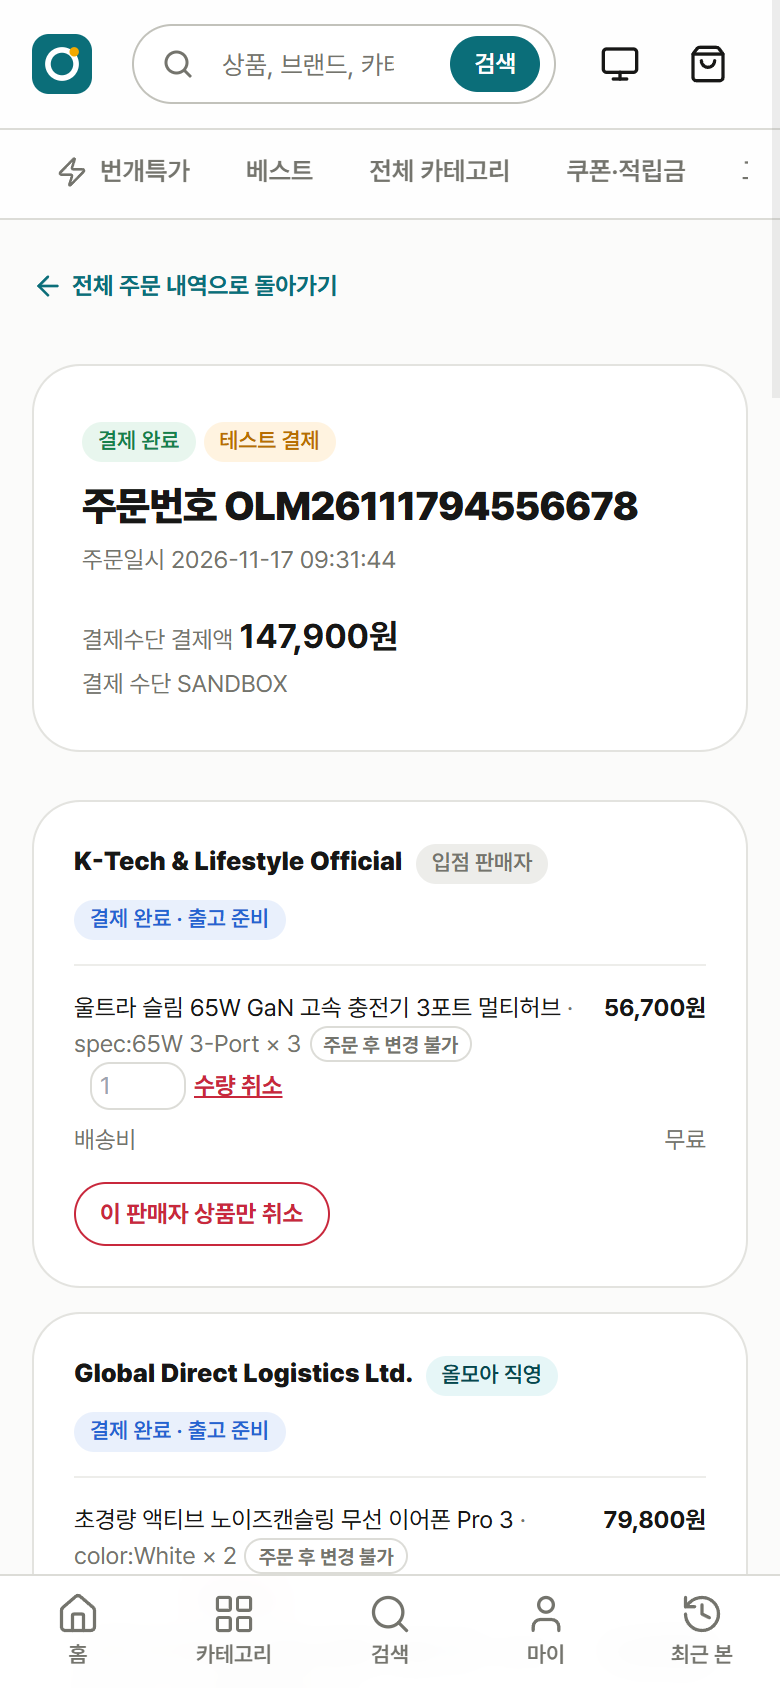 상품, 브랜드, 카테
검색
번개특가 베스트 전체 카테고리 쿠폰·적립금
전체 주문 내역으로 돌아가기
결제 완료 테스트 결제
주문번호 OLM26111794556678
주문일시 2026-11-17 09:31:44
결제수단 결제액 147,900원
결제 수단 SANDBOX
K-Tech & Lifestyle Official 입점 판매자
결제 완료 · 출고 준비
울트라 슬림 65W GaN 고속 충전기 3포트 멀티허브 · 56,700원
spec:65W 3-Port × 3 주문 후 변경 불가
1 수량 취소
배송비 무료
이 판매자 상품만 취소
Global Direct Logistics Ltd. 올모아 직영
결제 완료 · 출고 준비
초경량 액티브 노이즈캔슬링 무선 이어폰 Pro 3 · 79,800원
color:White × 2 주문 후 변경 불가
홈 카테고리 검색 마이 최근 본